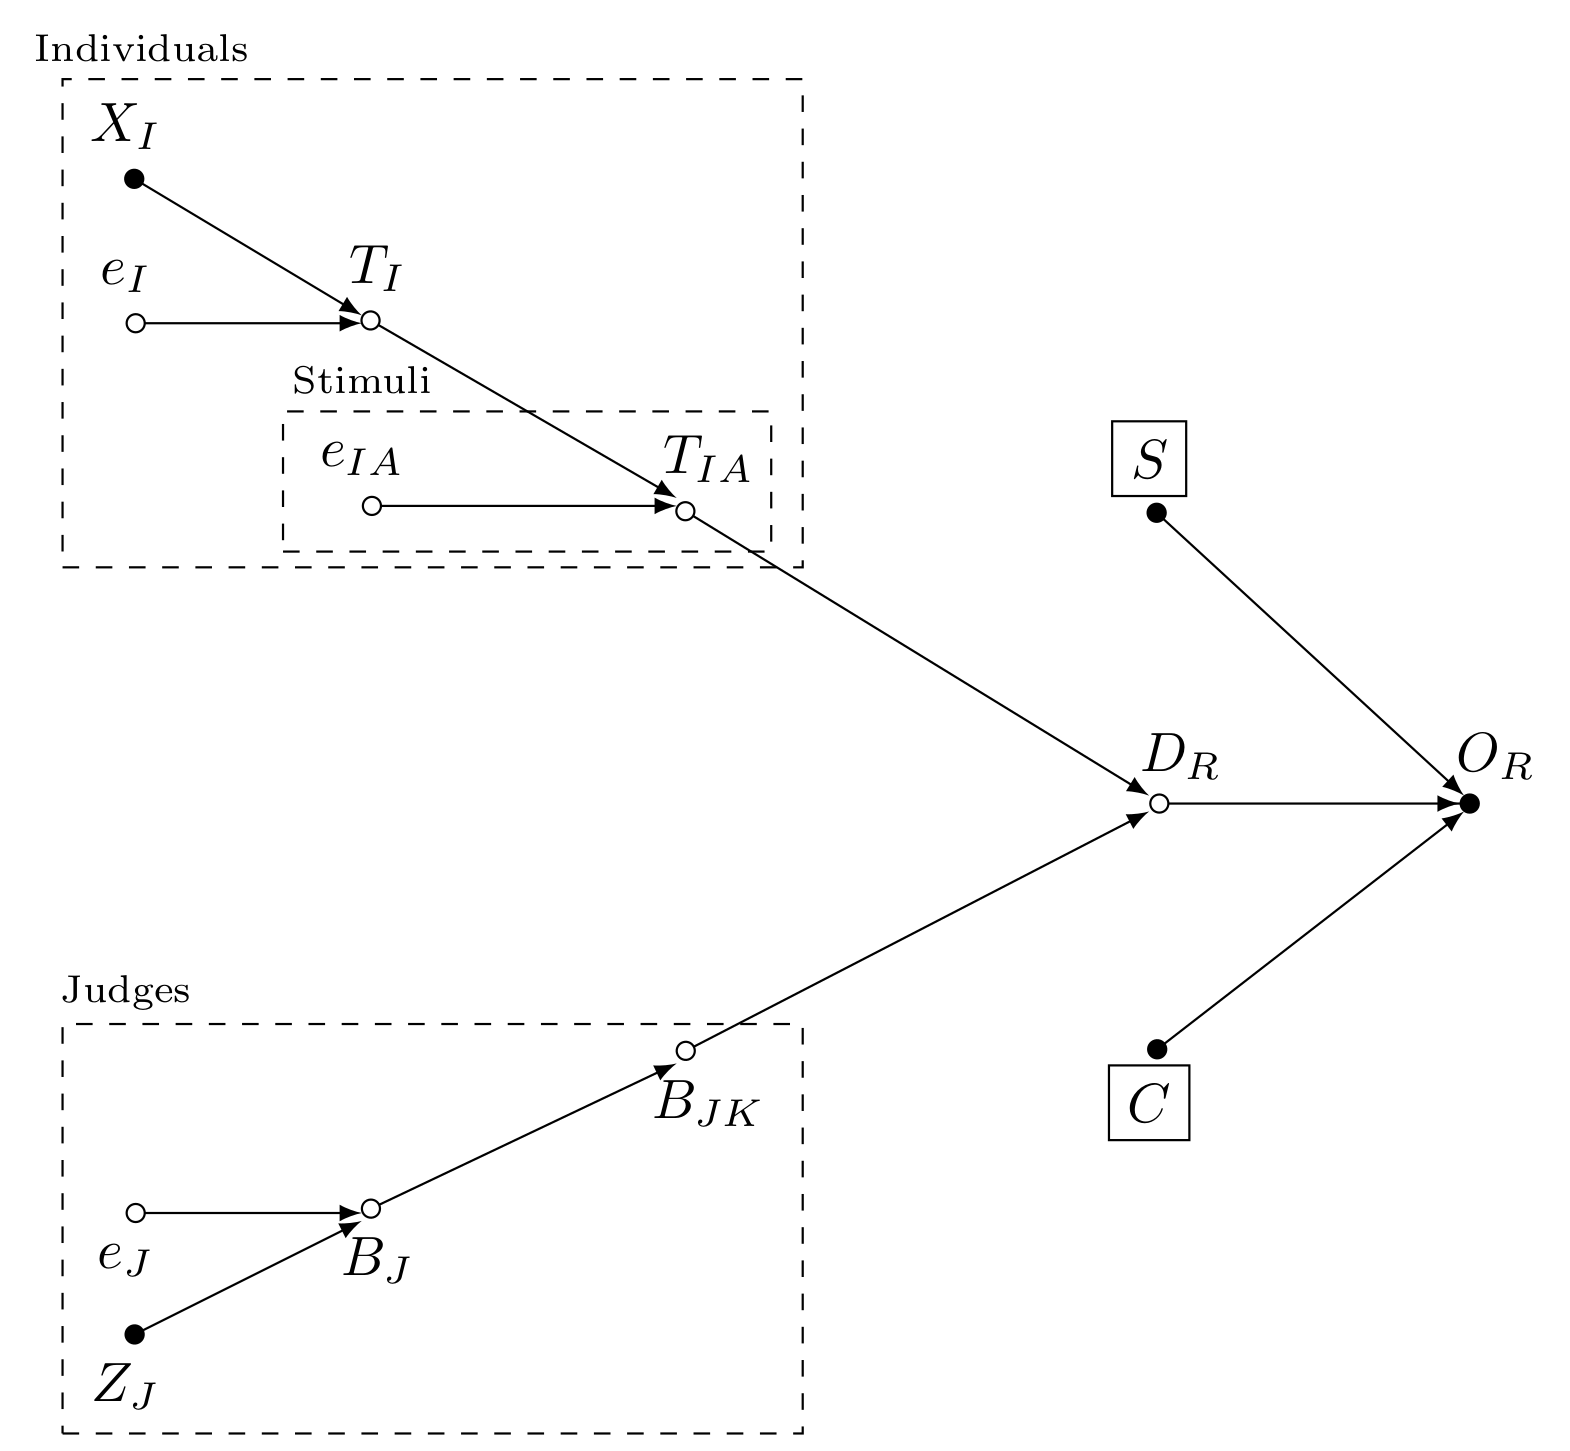 Individuals
X_I
e_I
T_I
Stimuli
e_{IA}
T_{IA}
S
D_R
O_R
Judges
B_{JK}
C
e_J
B_J
Z_J